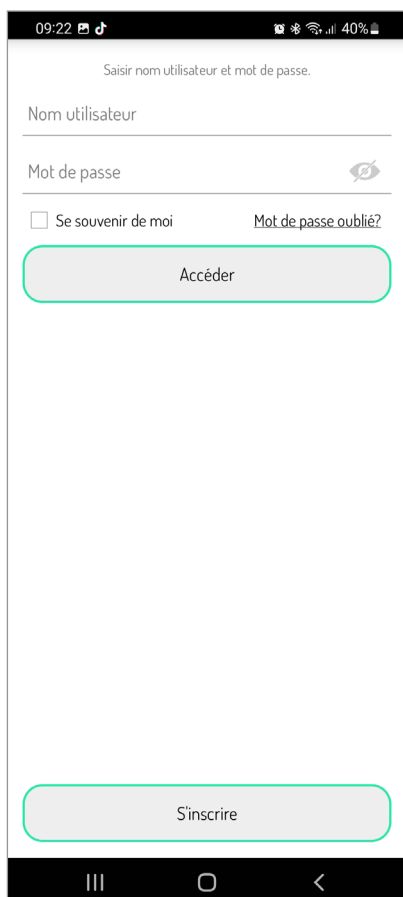 09:22 40%
Saisir nom utilisateur et mot de passe.
Nom utilisateur
Mot de passe
Se souvenir de moi Mot de passe oublié?
Accéder
S'inscrire